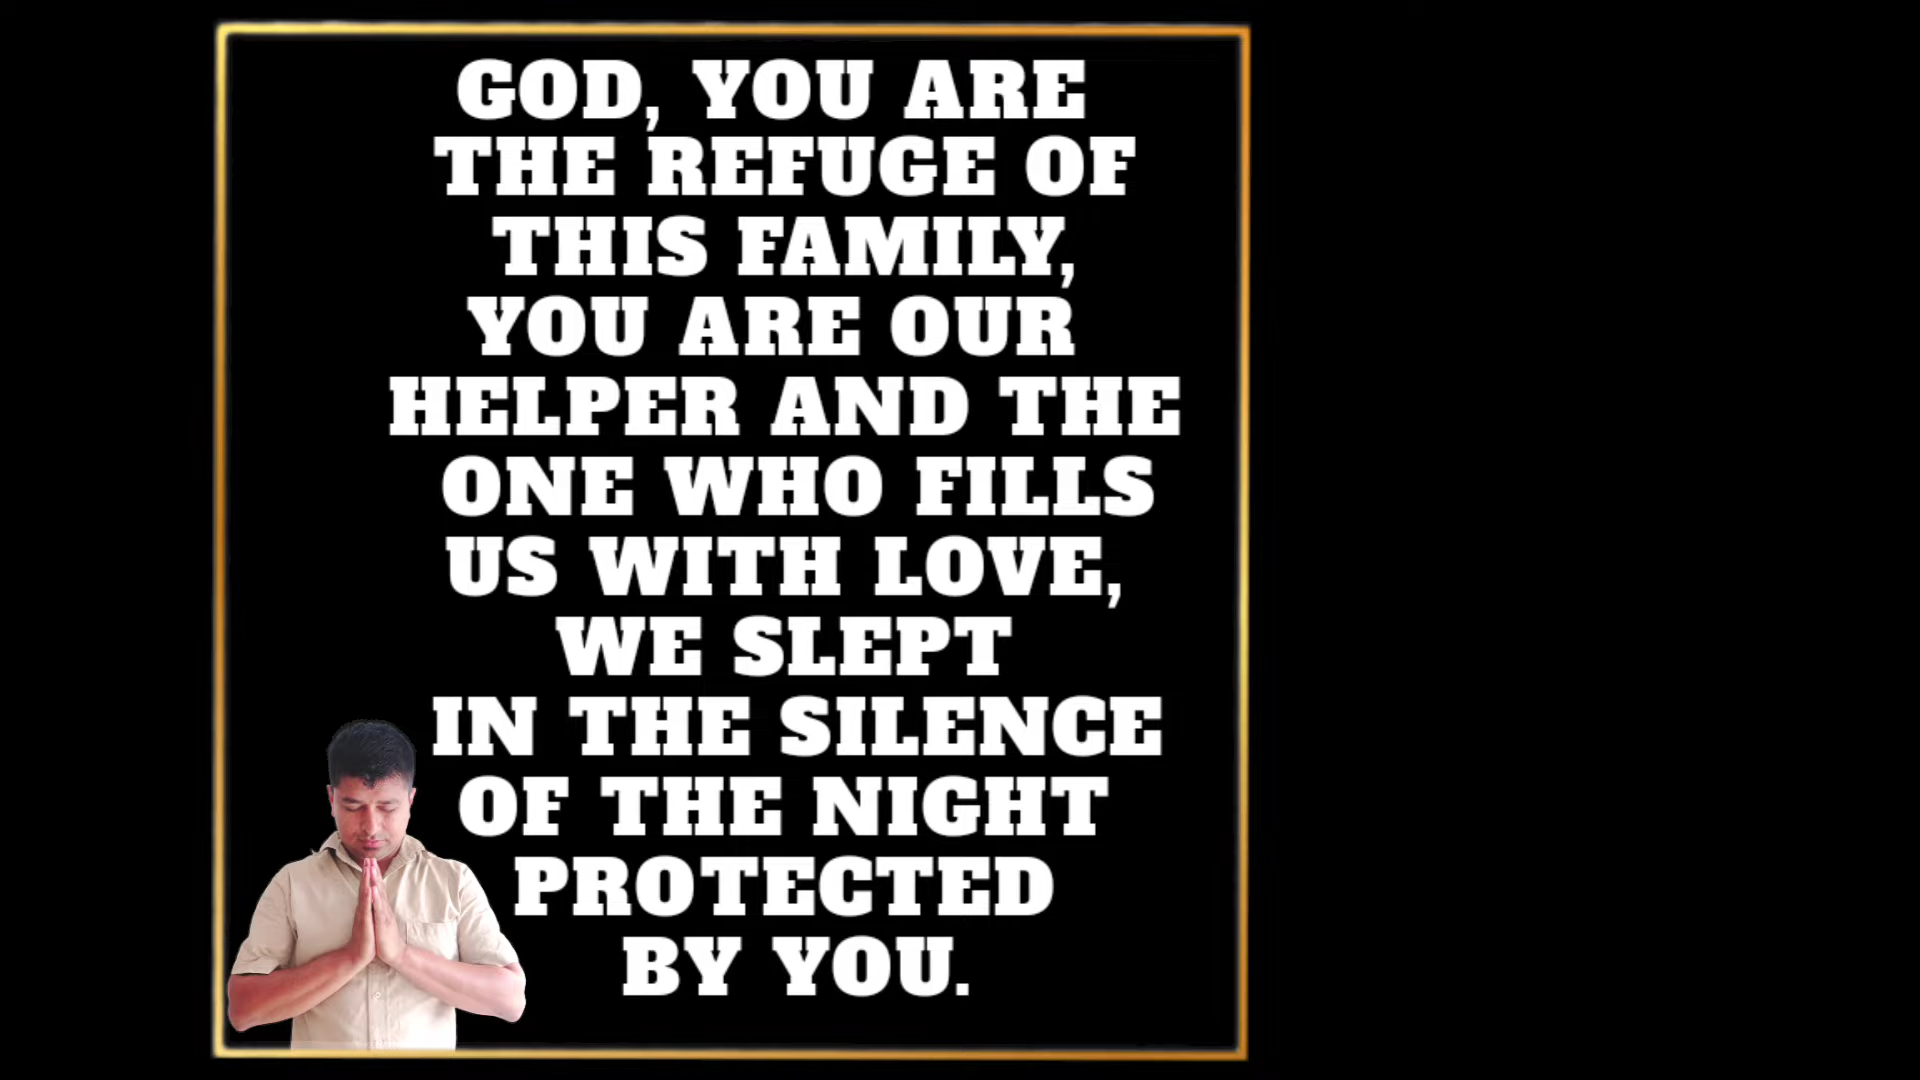 GOD, YOU ARE
THE REFUGE OF
THIS FAMILY,
YOU ARE OUR
HELPER AND THE
ONE WHO FILLS
US WITH LOVE,
WE SLEPT
IN THE SILENCE
OF THE NIGHT
PROTECTED
BY YOU.